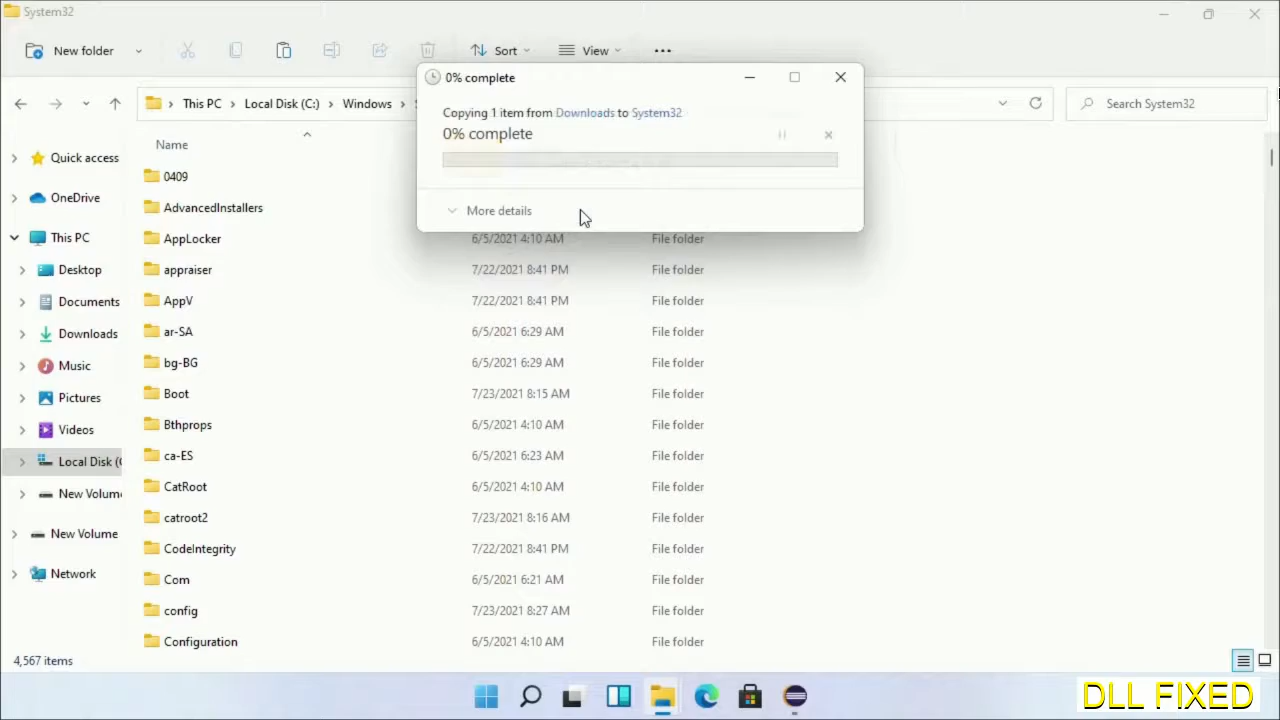 System32
New folder
Sort
View
0% complete
Copying 1 item from Downloads to System32
0% complete
More details
This PC
Local Disk (C:)
Windows
Search System32
Name
Quick access
OneDrive
This PC
Desktop
Documents
Downloads
Music
Pictures
Videos
Local Disk (C
New Volum
New Volume
Network
0409
AdvancedInstallers
AppLocker 6/5/2021 4:10 AM File folder
appraiser 7/22/2021 8:41 PM File folder
AppV 7/22/2021 8:41 PM File folder
ar-SA 6/5/2021 6:29 AM File folder
bg-BG 6/5/2021 6:29 AM File folder
Boot 7/23/2021 8:15 AM File folder
Bthprops 6/5/2021 4:10 AM File folder
ca-ES 6/5/2021 6:23 AM File folder
CatRoot 6/5/2021 4:10 AM File folder
catroot2 7/23/2021 8:16 AM File folder
CodeIntegrity 7/22/2021 8:41 PM File folder
Com 6/5/2021 6:21 AM File folder
config 7/23/2021 8:27 AM File folder
Configuration 6/5/2021 4:10 AM File folder
4,567 items
DLL FIXED